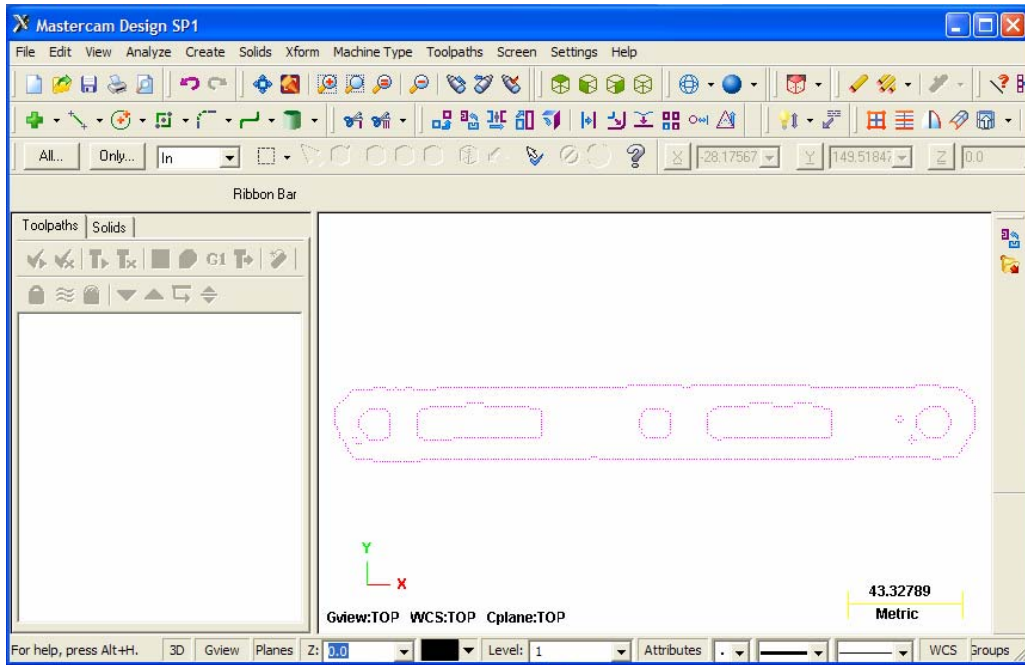 Mastercam Design SP1
File Edit View Analyze Create Solids Xform Machine Type Toolpaths Screen Settings Help
All... Only... In -28.17567 Y 149.51847 Z 0.0
Ribbon Bar
Toolpaths Solids
G1
Y
X
43.32789
Metric
Gview:TOP WCS:TOP Cplane:TOP
For help, press Alt+H. 3D Gview Planes Z: 0.0 Level: 1 Attributes WCS Groups